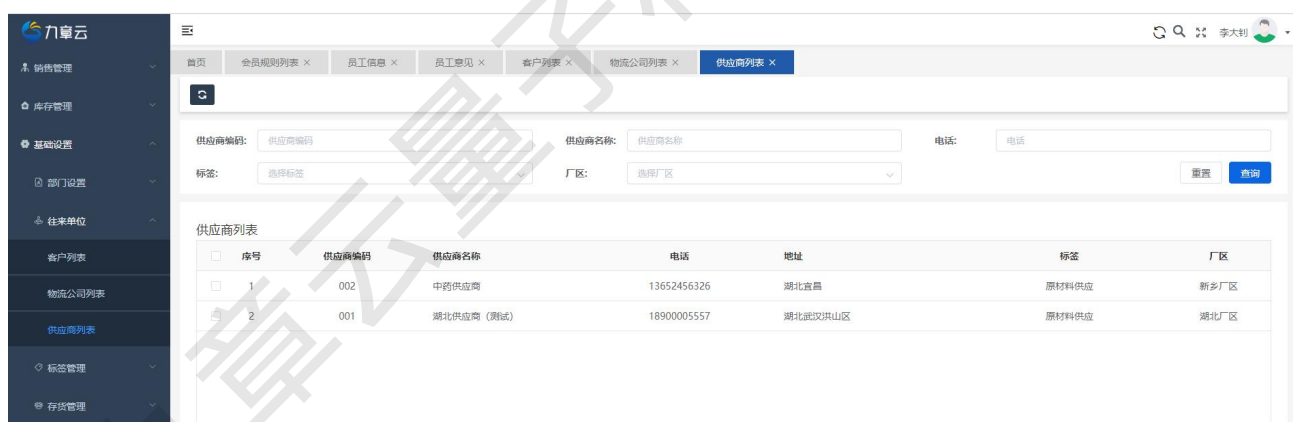 力章云
李大钊
销售管理
库存管理
基础设置
部门设置
往来单位
客户列表
物流公司列表
供应商列表
标签管理
存货管理
首页 会员规则列表 × 员工信息 × 员工意见 × 客户列表 × 物流公司列表 × 供应商列表 ×
供应商编码: 供应商编码 供应商名称: 供应商名称 电话: 电话
标签: 选择标签 厂区: 选择厂区 重置 查询
供应商列表
序号 供应商编码 供应商名称 电话 地址 标签 厂区
1 002 中药供应商 13652456326 湖北宜昌 原材料供应 新乡厂区
2 001 湖北供应商（测试） 18900005557 湖北武汉洪山区 原材料供应 湖北厂区
章云量子